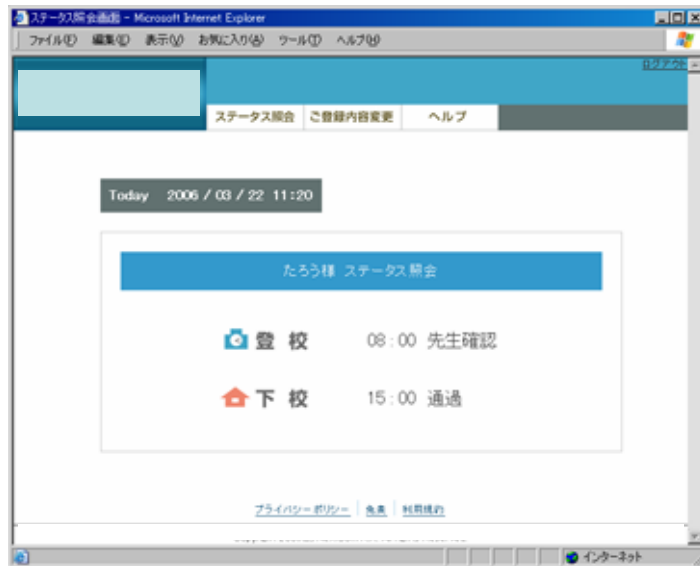 ステータス照会画面 - Microsoft Internet Explorer
ファイル(F) 編集(E) 表示(V) お気に入り(A) ツール(T) ヘルプ(H)
ログアウト
ステータス照会 ご登録内容変更 ヘルプ
Today 2006 / 03 / 22 11:20
たろう様 ステータス照会
登 校 08:00 先生確認
下 校 15:00 通過
プライバシーポリシー 免責 利用規約
インターネット